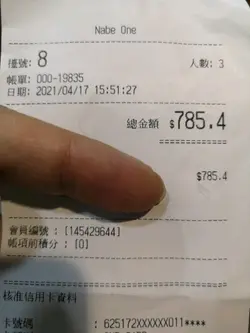 Nabe One
檯號: 8 人數: 3
帳單: 000-19835
日期: 2021/04/17 15:51:27
總金額 $785.4
$785.4
會員編號 : [145429644]
帳項前積分 : [0]
核准信用卡資料
卡號碼 : 625172XXXXXX011****